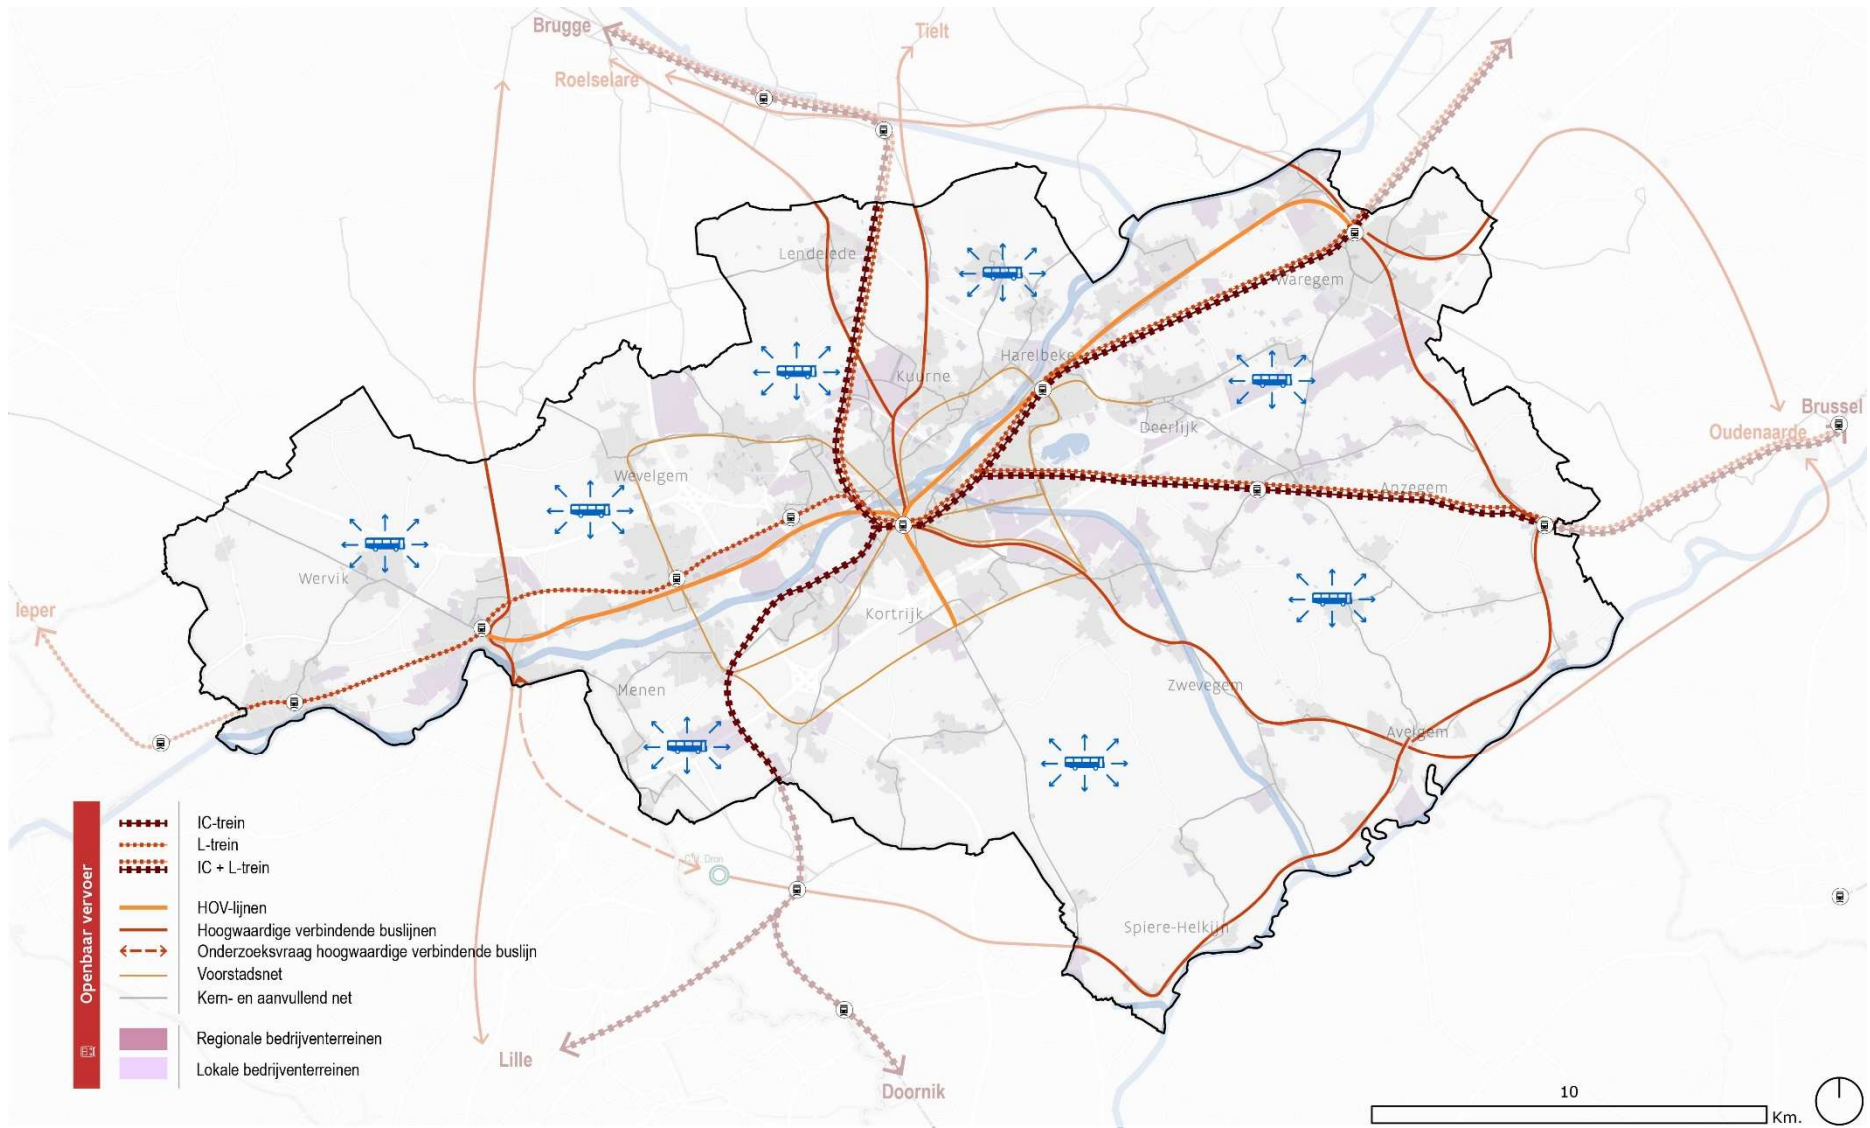 Brugge
Tielt
Roelselare
Lendelede
Waregem
Harelbeke
Kuurne
Brussel
Deerlijk
Oudenaarde
Wevelgem
Anzegem
Wervik
Ieper
Kortrijk
Menen
Zwevegem
Avelgem
C.H. Dron
Spiere-Helkijn
Lille
Doornik
Openbaar vervoer
IC-trein
L-trein
IC + L-trein
HOV-lijnen
Hoogwaardige verbindende buslijnen
Onderzoeksvraag hoogwaardige verbindende buslijn
Voorstadsnet
Kern- en aanvullend net
Regionale bedrijventerreinen
Lokale bedrijventerreinen
10
Km.